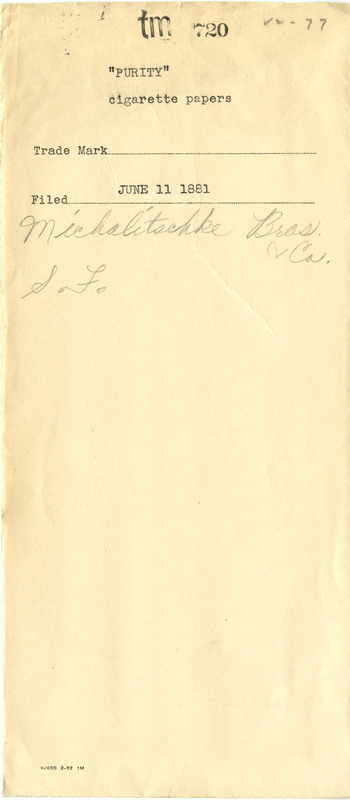 tm 720
"PURITY"
cigarette papers
Trade Mark
Filed JUNE 11 1881
Michalitschke Bros.
& Co.
S. F.